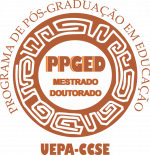 PROGRAMA DE PÓS-GRADUAÇÃO EM EDUCAÇÃO
PPGED
MESTRADO
DOUTORADO
UEPA-CCSE